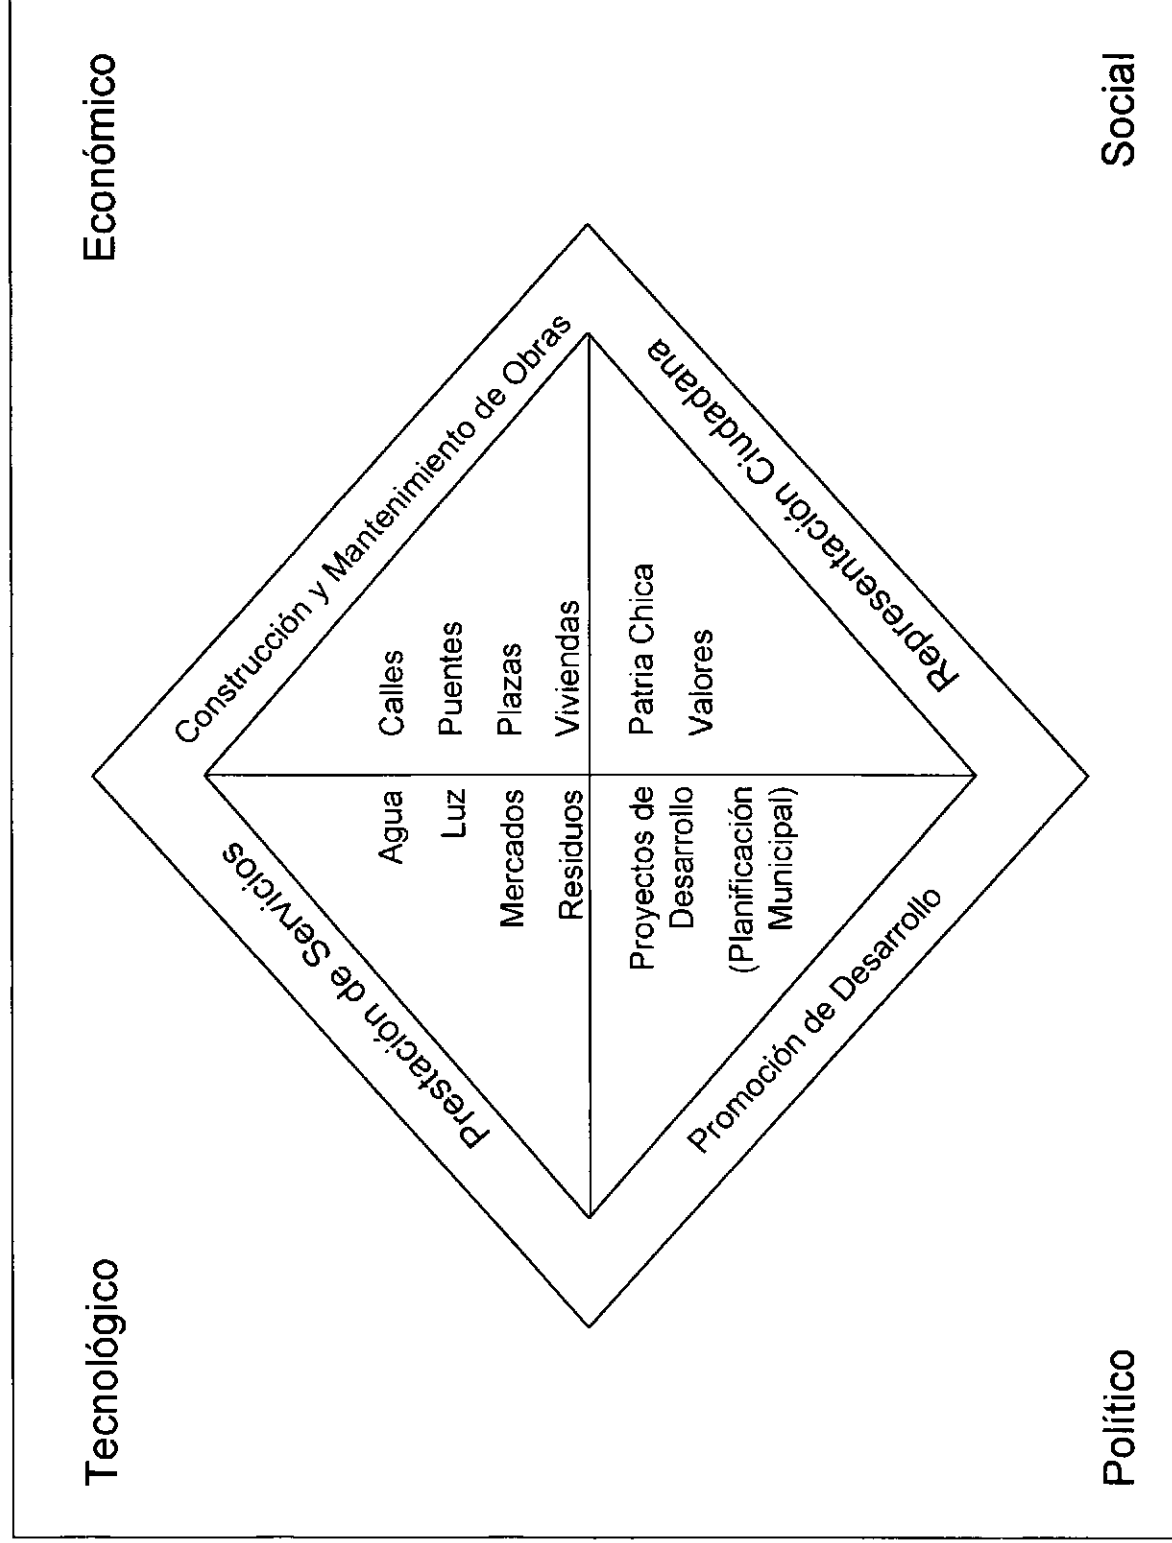 Tecnológico
Económico
Prestación de Servicios
Construcción y Mantenimiento de Obras
Agua
Luz
Mercados
Residuos
Calles
Puentes
Plazas
Viviendas
Proyectos de
Desarrollo
(Planificación
Municipal)
Patria Chica
Valores
Promoción de Desarrollo
Representación Ciudadana
Político
Social